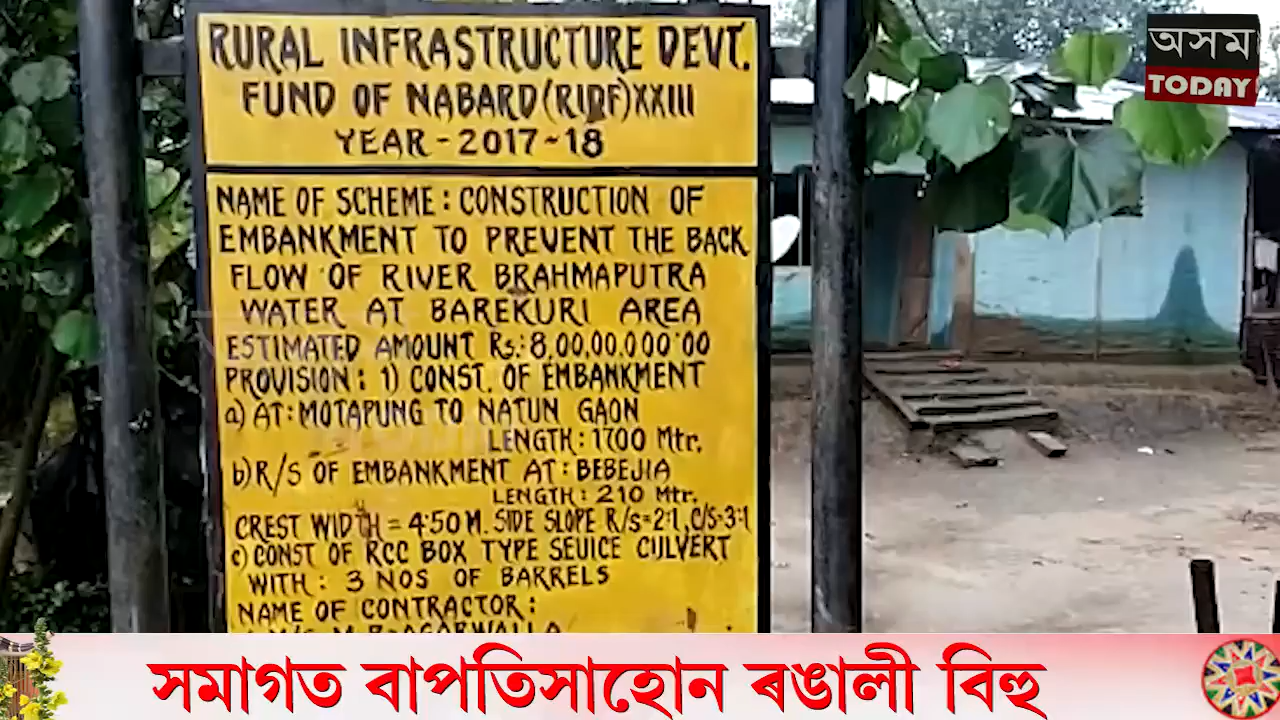 RURAL INFRASTRUCTURE DEVT.
FUND OF NABARD (RIDF) XXIII
YEAR - 2017-18
NAME OF SCHEME : CONSTRUCTION OF
EMBANKMENT TO PREVENT THE BACK
FLOW OF RIVER BRAHMAPUTRA
WATER AT BAREKURI AREA
ESTIMATED AMOUNT Rs.: 8,00,00,000.00
PROVISION : 1) CONST. OF EMBANKMENT
a) AT: MOTAPUNG TO NATUN GAON
LENGTH : 1700 Mtr.
b) R/S OF EMBANKMENT AT : BEBEJIA
LENGTH : 210 Mtr.
CREST WIDTH = 4.50 M. SIDE SLOPE R/s=2:1, C/S=3:1
c) CONST OF RCC BOX TYPE SEUICE CULVERT
WITH : 3 NOS OF BARRELS
NAME OF CONTRACTOR :
AGARWALLA
অসম
TODAY
সমাগত বাপতিসাহোন ৰঙালী বিহু